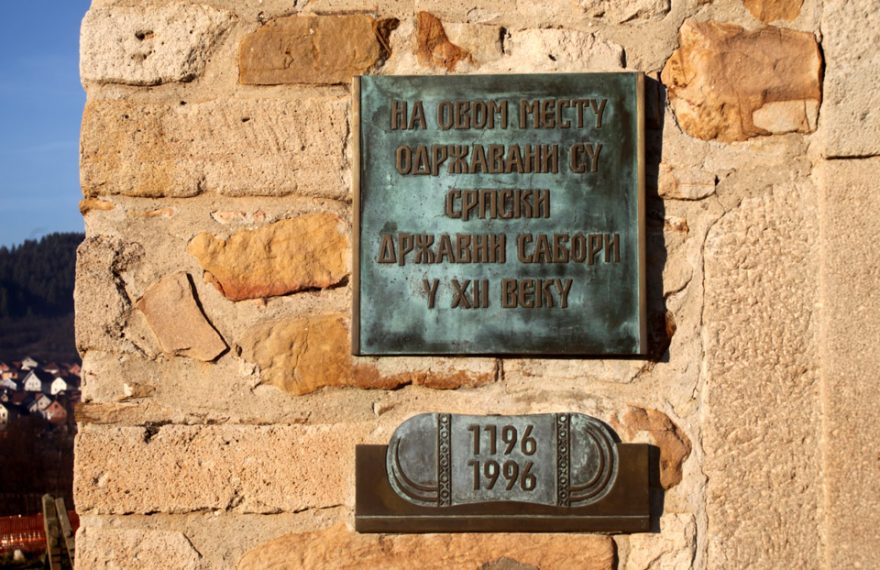 НА ОВОМ МЕСТУ
ОДРЖАВАНИ СУ
СРПСКИ
ДРЖАВНИ САБОРИ
У XII ВЕКУ
1196
1996